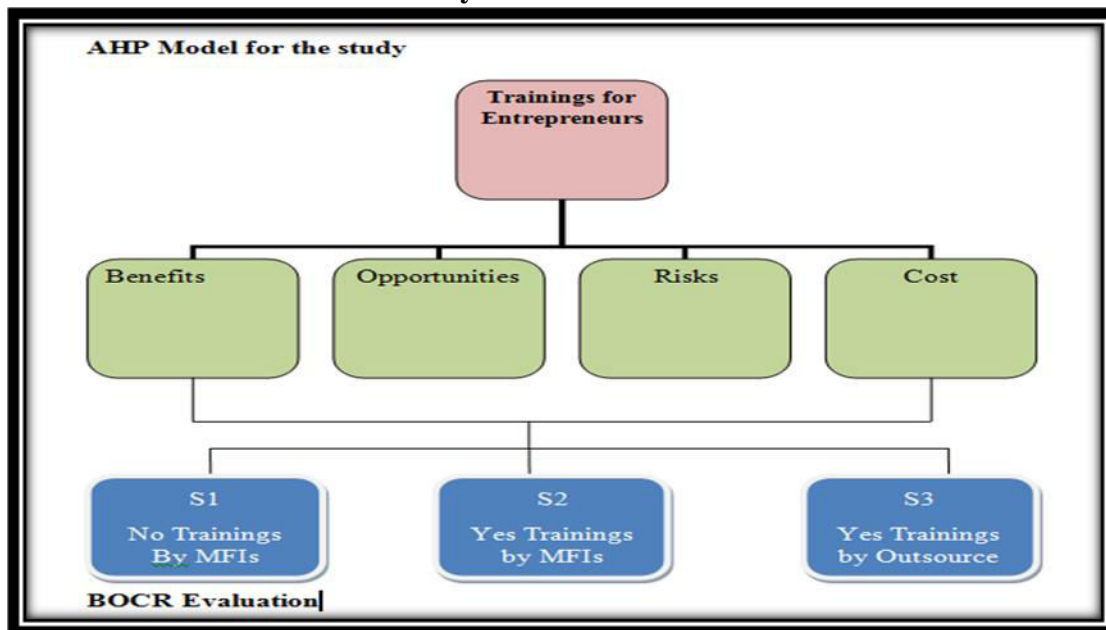 AHP Model for the study
Trainings for
Entrepreneurs
Benefits
Opportunities
Risks
Cost
S1
No Trainings
By MFIs
S2
Yes Trainings
by MFIs
S3
Yes Trainings
by Outsource
BOCR Evaluation